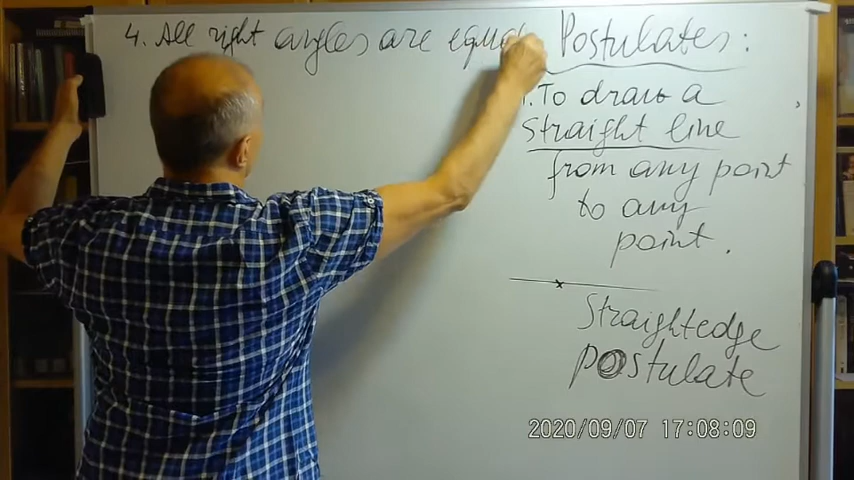 4. All right angles are equal
Postulates:
1. To draw a
straight line
from any point
to any
point.
Straightedge
postulate
2020/09/07 17:08:09